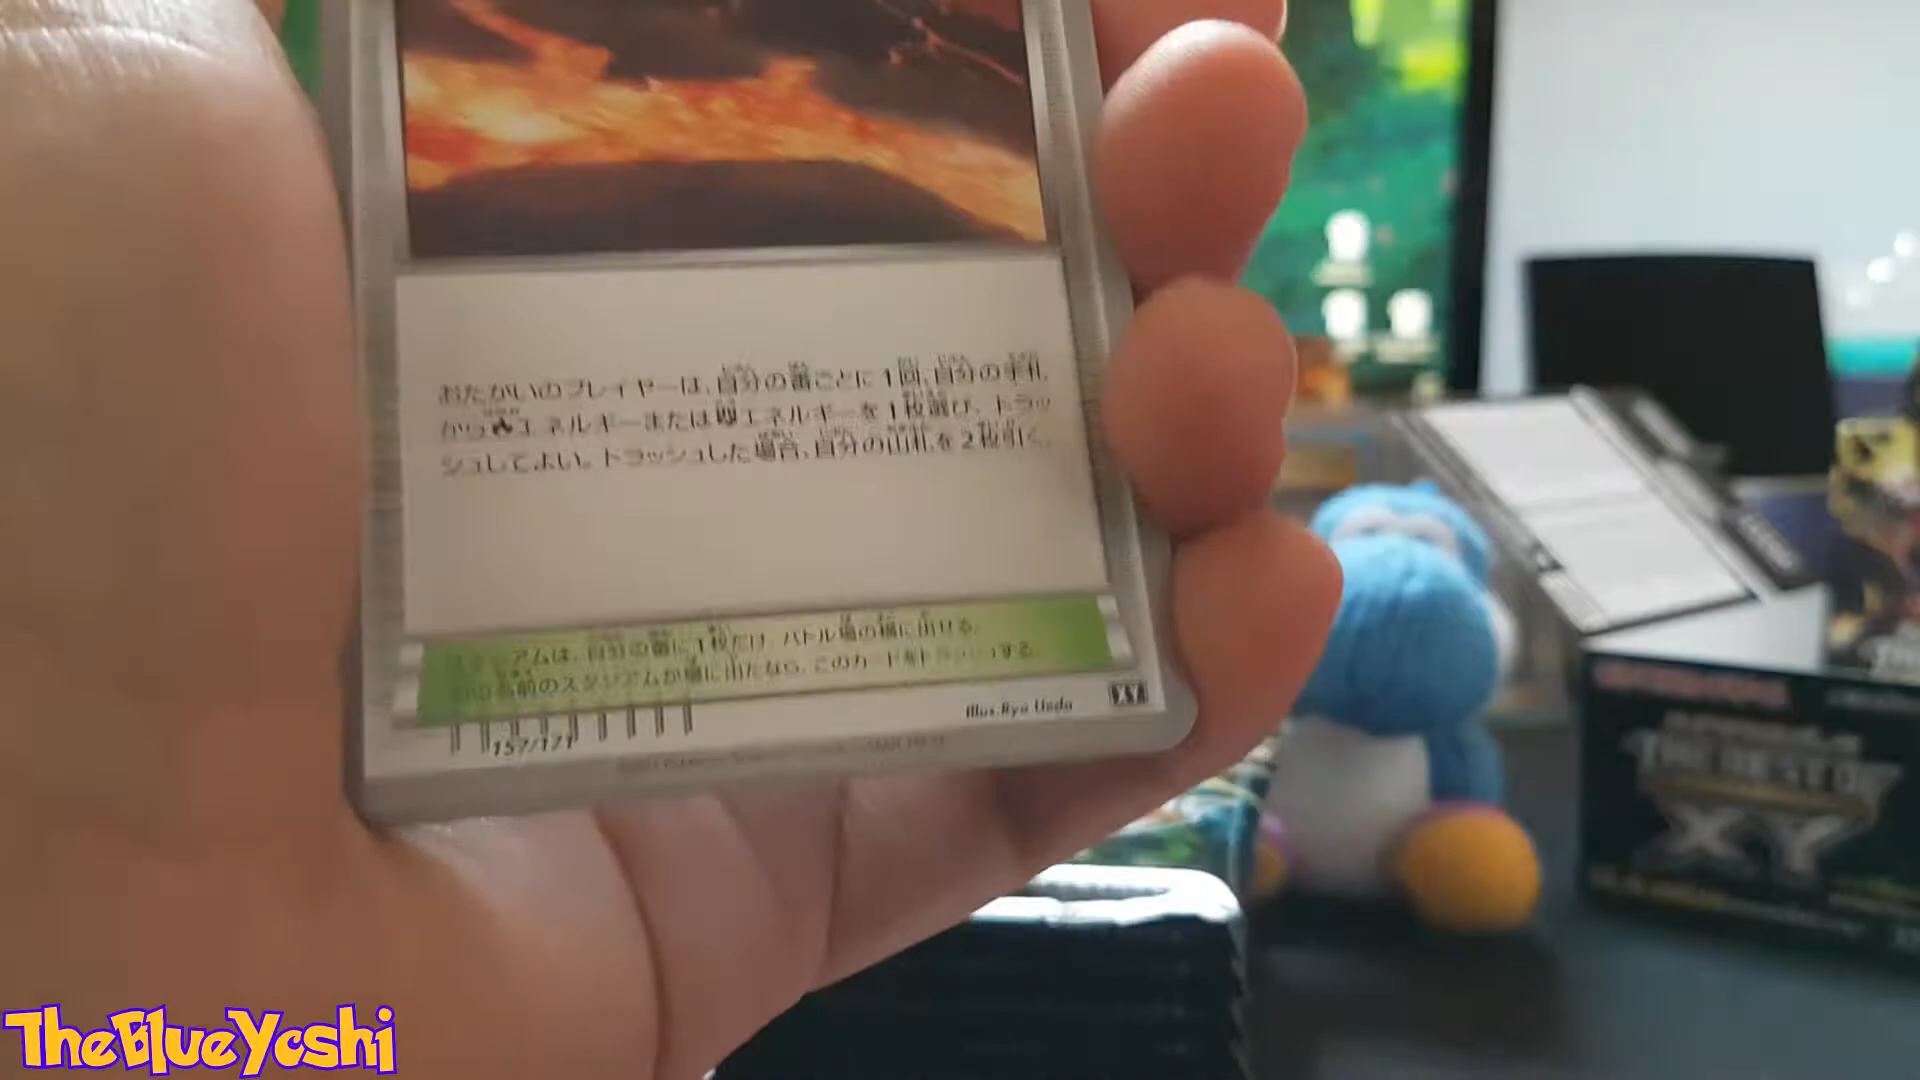 おたがいのプレイヤーは、自分の番ごとに1回、自分の手札
から エネルギーまたは エネルギーを1枚選び、トラッ
シュしてよい。トラッシュした場合、自分の山札を2枚引く。
スタジアムは、自分の番に1枚だけ、バトル場の横に出せる。
名前のスタジアムが場に出たなら、このカードをトラッシュする
Illus.Ryo Ueda
XY
157/171
THE BEST OF
XY
TheBlueYoshi